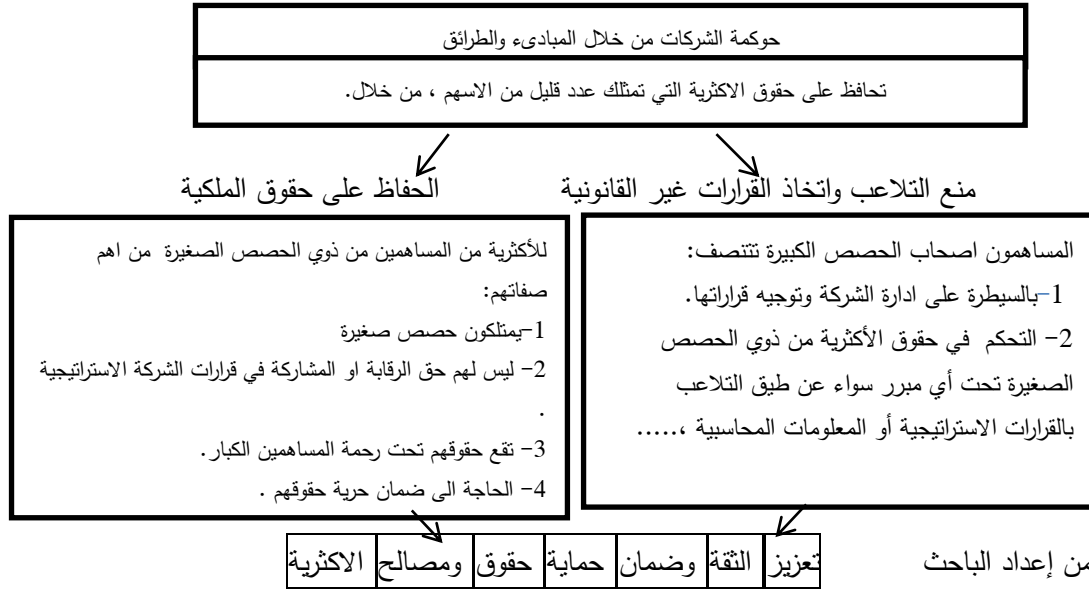 حوكمة الشركات من خلال المبادىء والطرائق
تحافظ على حقوق الاكثرية التي تمثلك عدد قليل من الاسهم ، من خلال.
منع التلاعب واتخاذ القرارات غير القانونية
المساهمون اصحاب الحصص الكبيرة تتتصف:
1-بالسيطرة على ادارة الشركة وتوجيه قراراتها.
2- التحكم في حقوق الأكثرية من ذوي الحصص
الصغيرة تحت أي مبرر سواء عن طيق التلاعب
بالقرارات الاستراتيجية أو المعلومات المحاسبية ،.....
الحفاظ على حقوق الملكية
للأكثرية من المساهمين من ذوي الحصص الصغيرة من اهم
صفاتهم:
1-يمتلكون حصص صغيرة
2- ليس لهم حق الرقابة او المشاركة في قرارات الشركة الاستراتيجية
.
3- تقع حقوقهم تحت رحمة المساهمين الكبار.
4- الحاجة الى ضمان حرية حقوقهم .
تعزيز الثقة وضمان حماية حقوق ومصالح الاكثرية
من إعداد الباحث